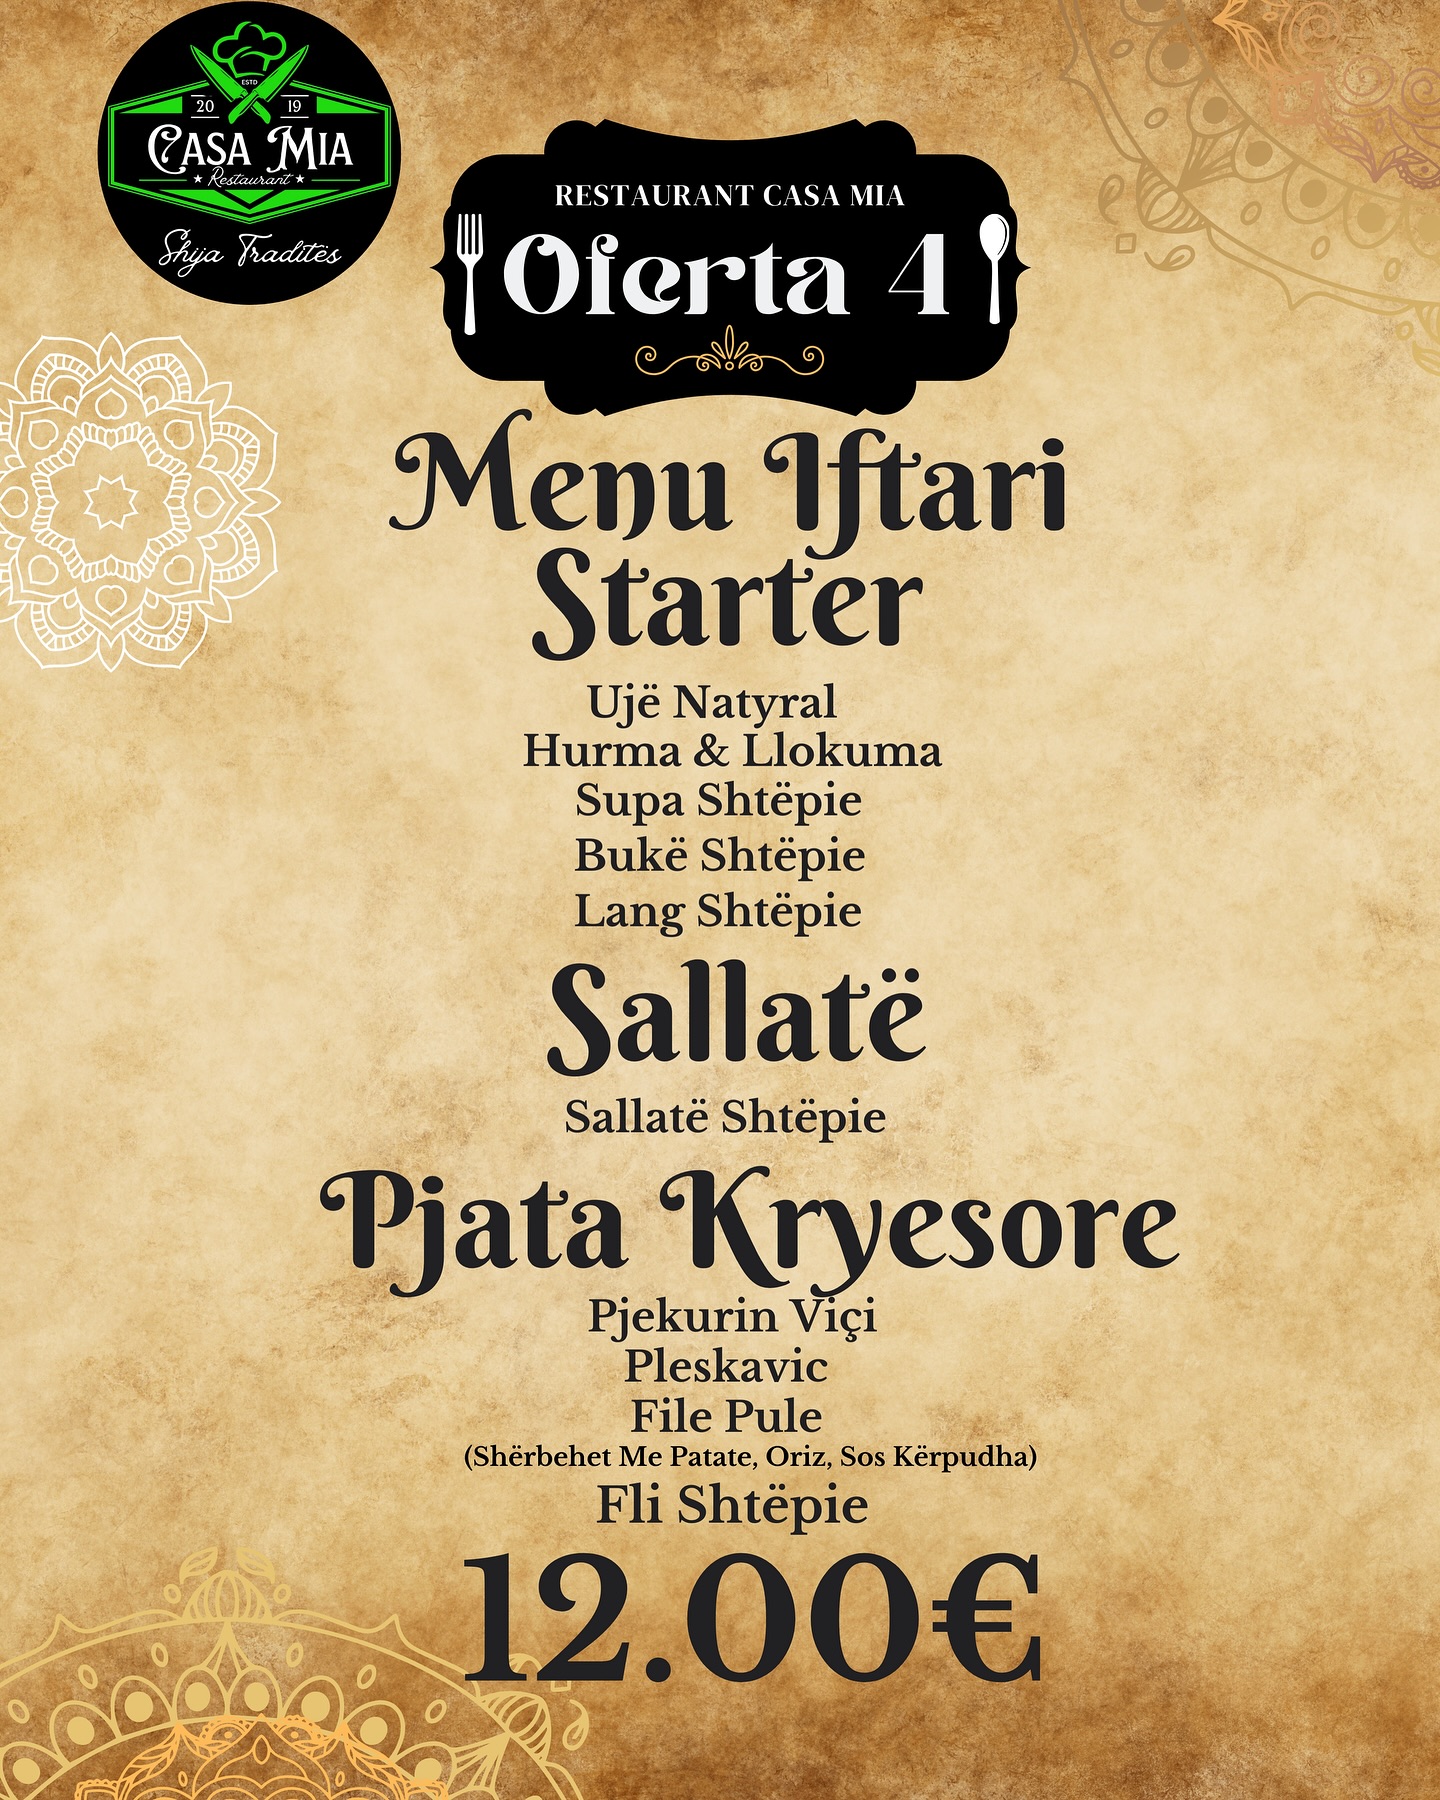 ESTD
20 19
CASA MIA
Restaurant
Shija Traditës
RESTAURANT CASA MIA
Oferta 4
Menu Iftari
Starter
Ujë Natyral
Hurma & Llokuma
Supa Shtëpie
Bukë Shtëpie
Lang Shtëpie
Sallatë
Sallatë Shtëpie
Pjata Kryesore
Pjekurin Viçi
Pleskavic
File Pule
(Shërbehet Me Patate, Oriz, Sos Kërpudha)
Fli Shtëpie
12.00€